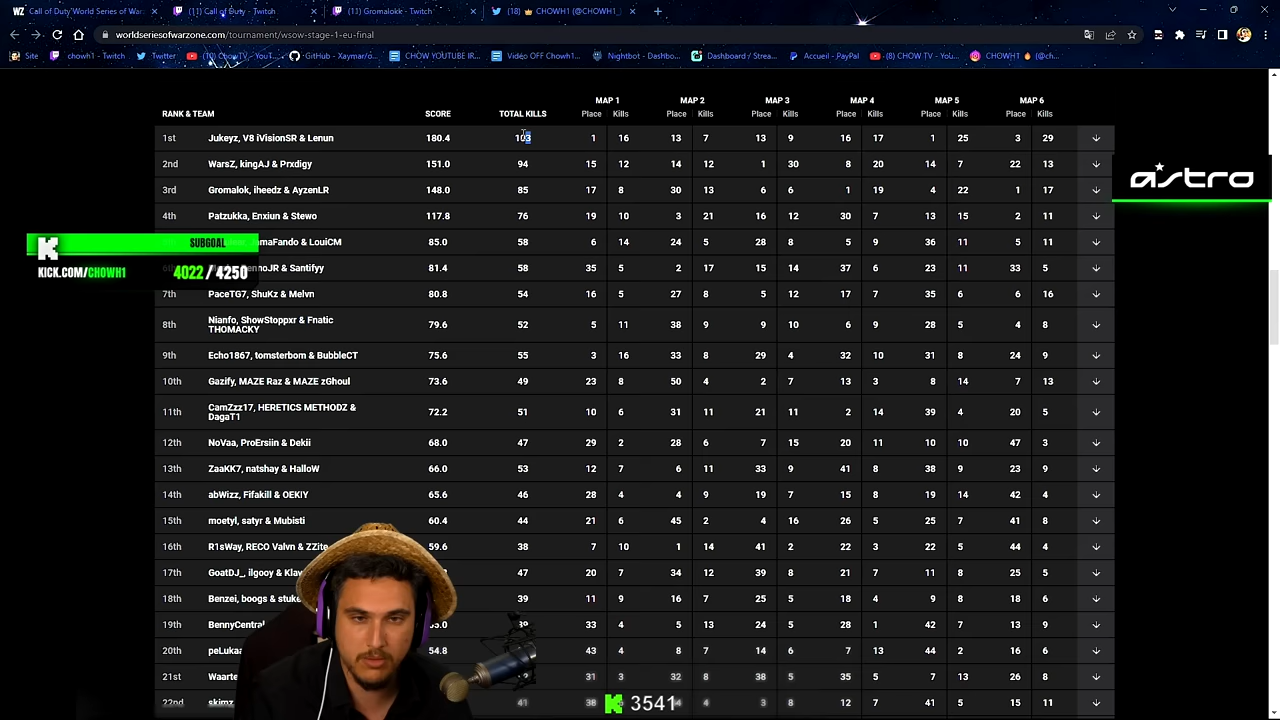 WZ Call of Duty World Series of War
(11) Call of Duty - Twitch
(11) Gromalokk - Twitch
(18) 👑 CHOWH1 (@CHOWH1_
worldseriesofwarzone.com/tournament/wsow-stage-1-eu-final
Site
chowh1 - Twitch
Twitter
CHOW YOUTUBE IR
Vidéo OFF Chowh1...
GitHub - Xaymar/o...
Nightbot - Dashbo...
Dashboard / Strea...
Accueil - PayPal
(8) CHOW TV - You...
CHOWH1 🔥 (@ch...
MAP 1 MAP 2 MAP 3 MAP 4 MAP 5 MAP 6
RANK & TEAM SCORE TOTAL KILLS Place Kills Place Kills Place Kills Place Kills Place Kills Place Kills
1st Jukeyz, V8 iVisionSR & Lenun 180.4 103 1 16 13 7 13 9 16 17 1 25 3 29
2nd WarsZ, kingAJ & Prxdigy 151.0 94 15 12 14 12 1 30 8 20 14 7 22 13
3rd Gromalok, iheedz & AyzenLR 148.0 85 17 8 30 13 6 6 1 19 4 22 1 17
4th Patzukka, Enxiun & Stewo 117.8 76 19 10 3 21 16 12 30 7 13 15 2 11
maFando & LouiCM 85.0 58 6 14 24 5 28 8 5 9 36 11 5 11
nnoJR & Santifyy 81.4 58 35 5 2 17 15 14 37 6 23 11 33 5
7th PaceTG7, ShuKz & Melvn 80.8 54 16 5 27 8 5 12 17 7 35 6 6 16
8th Nianfo, ShowStoppxr & Fnatic THOMACKY 79.6 52 5 11 38 9 9 10 6 9 28 5 4 8
9th Echo1867, tomsterbom & BubbleCT 75.6 55 3 16 33 8 29 4 32 10 31 8 24 9
10th Gazify, MAZE Raz & MAZE zGhoul 73.6 49 23 8 50 4 2 7 13 3 8 14 7 13
11th CamZzz17, HERETICS METHODZ & DagaT1 72.2 51 10 6 31 11 21 11 2 14 39 4 20 5
12th NoVaa, ProErsiin & Dekii 68.0 47 29 2 28 6 7 15 20 11 10 10 47 3
13th ZaaKK7, natshay & HalloW 66.0 53 12 7 6 11 33 9 41 8 38 9 23 9
14th abWizz, Fifakill & OEKIY 65.6 46 28 4 4 9 19 7 15 8 19 14 42 4
15th moetyl, satyr & Mubisti 60.4 44 21 6 45 2 4 16 26 5 25 7 41 8
16th R1sWay, RECO Valvn & ZZite 59.6 38 7 10 1 14 41 2 22 3 22 5 44 4
17th GoatDJ_, ilgooy & Klav 47 20 7 34 12 39 8 21 7 11 8 25 5
18th Benzei, boogs & stuke 39 11 9 16 7 25 5 18 4 9 8 18 6
19th BennyCentral 39 33 4 5 13 24 5 28 1 42 7 13 9
20th peLukaa 54.8 43 4 8 7 14 6 7 13 44 2 16 6
21st Waarte 31 3 32 8 38 5 35 5 7 13 26 8
22nd skimz 41 38 4 4 3 8 12 7 41 5 15 11
SUBGOAL
KICK.COM/CHOWH1 4022 / 4250
astro
K 3541